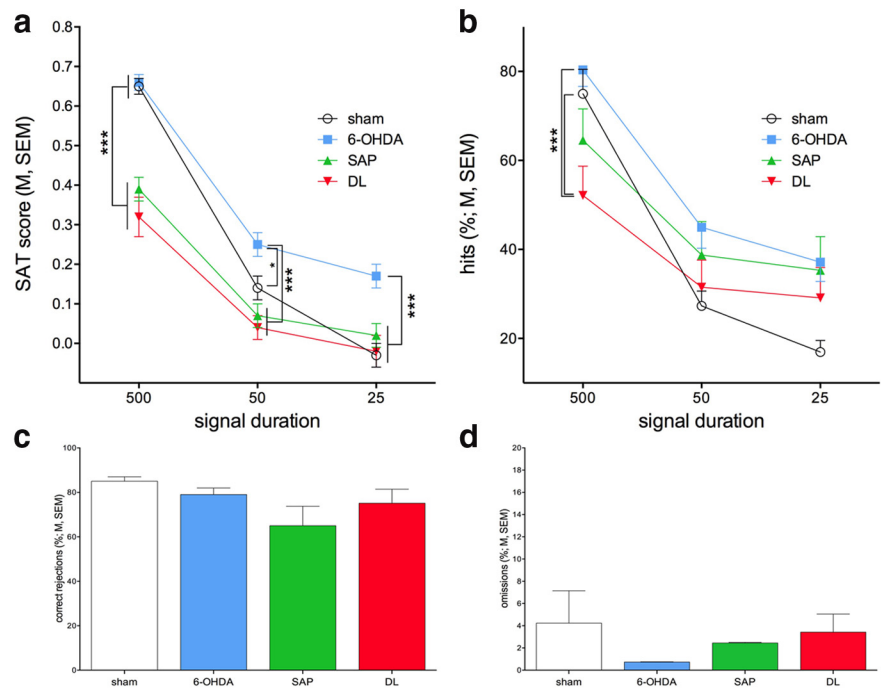 a
SAT score (M, SEM)
0.8
0.7
0.6
0.5
0.4
0.3
0.2
0.1
0.0
***
*
***
***
sham
6-OHDA
SAP
DL
500
50
25
signal duration
b
hits (%; M, SEM)
80
60
40
20
***
sham
6-OHDA
SAP
DL
500
50
25
signal duration
c
correct rejections (%; M, SEM)
100
80
60
40
20
0
sham
6-OHDA
SAP
DL
d
omissions (%; M, SEM)
20
18
16
14
12
10
8
6
4
2
0
sham
6-OHDA
SAP
DL